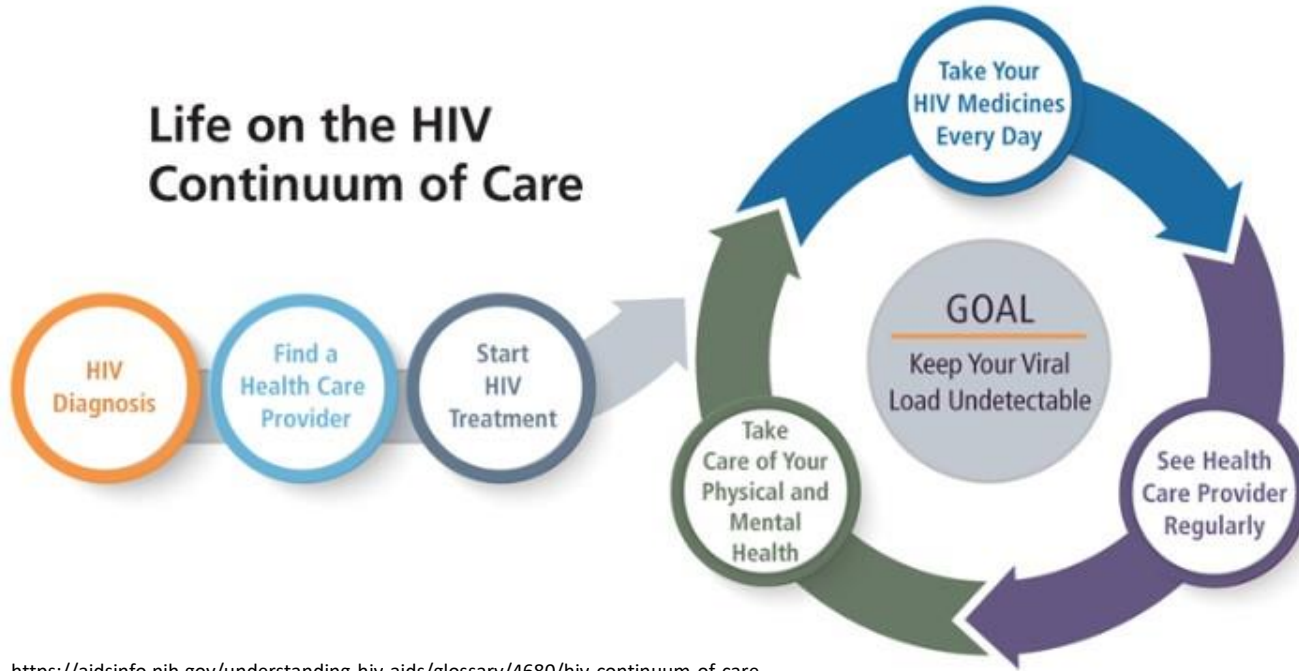 Life on the HIV
Continuum of Care
HIV
Diagnosis
Find a
Health Care
Provider
Start
HIV
Treatment
Take Your
HIV Medicines
Every Day
GOAL
Keep Your Viral
Load Undetectable
See Health
Care Provider
Regularly
Take
Care of Your
Physical and
Mental
Health
https://aidsinfo.nih.gov/understanding-hiv-aids/glossary/4680/hiv-continuum-of-care